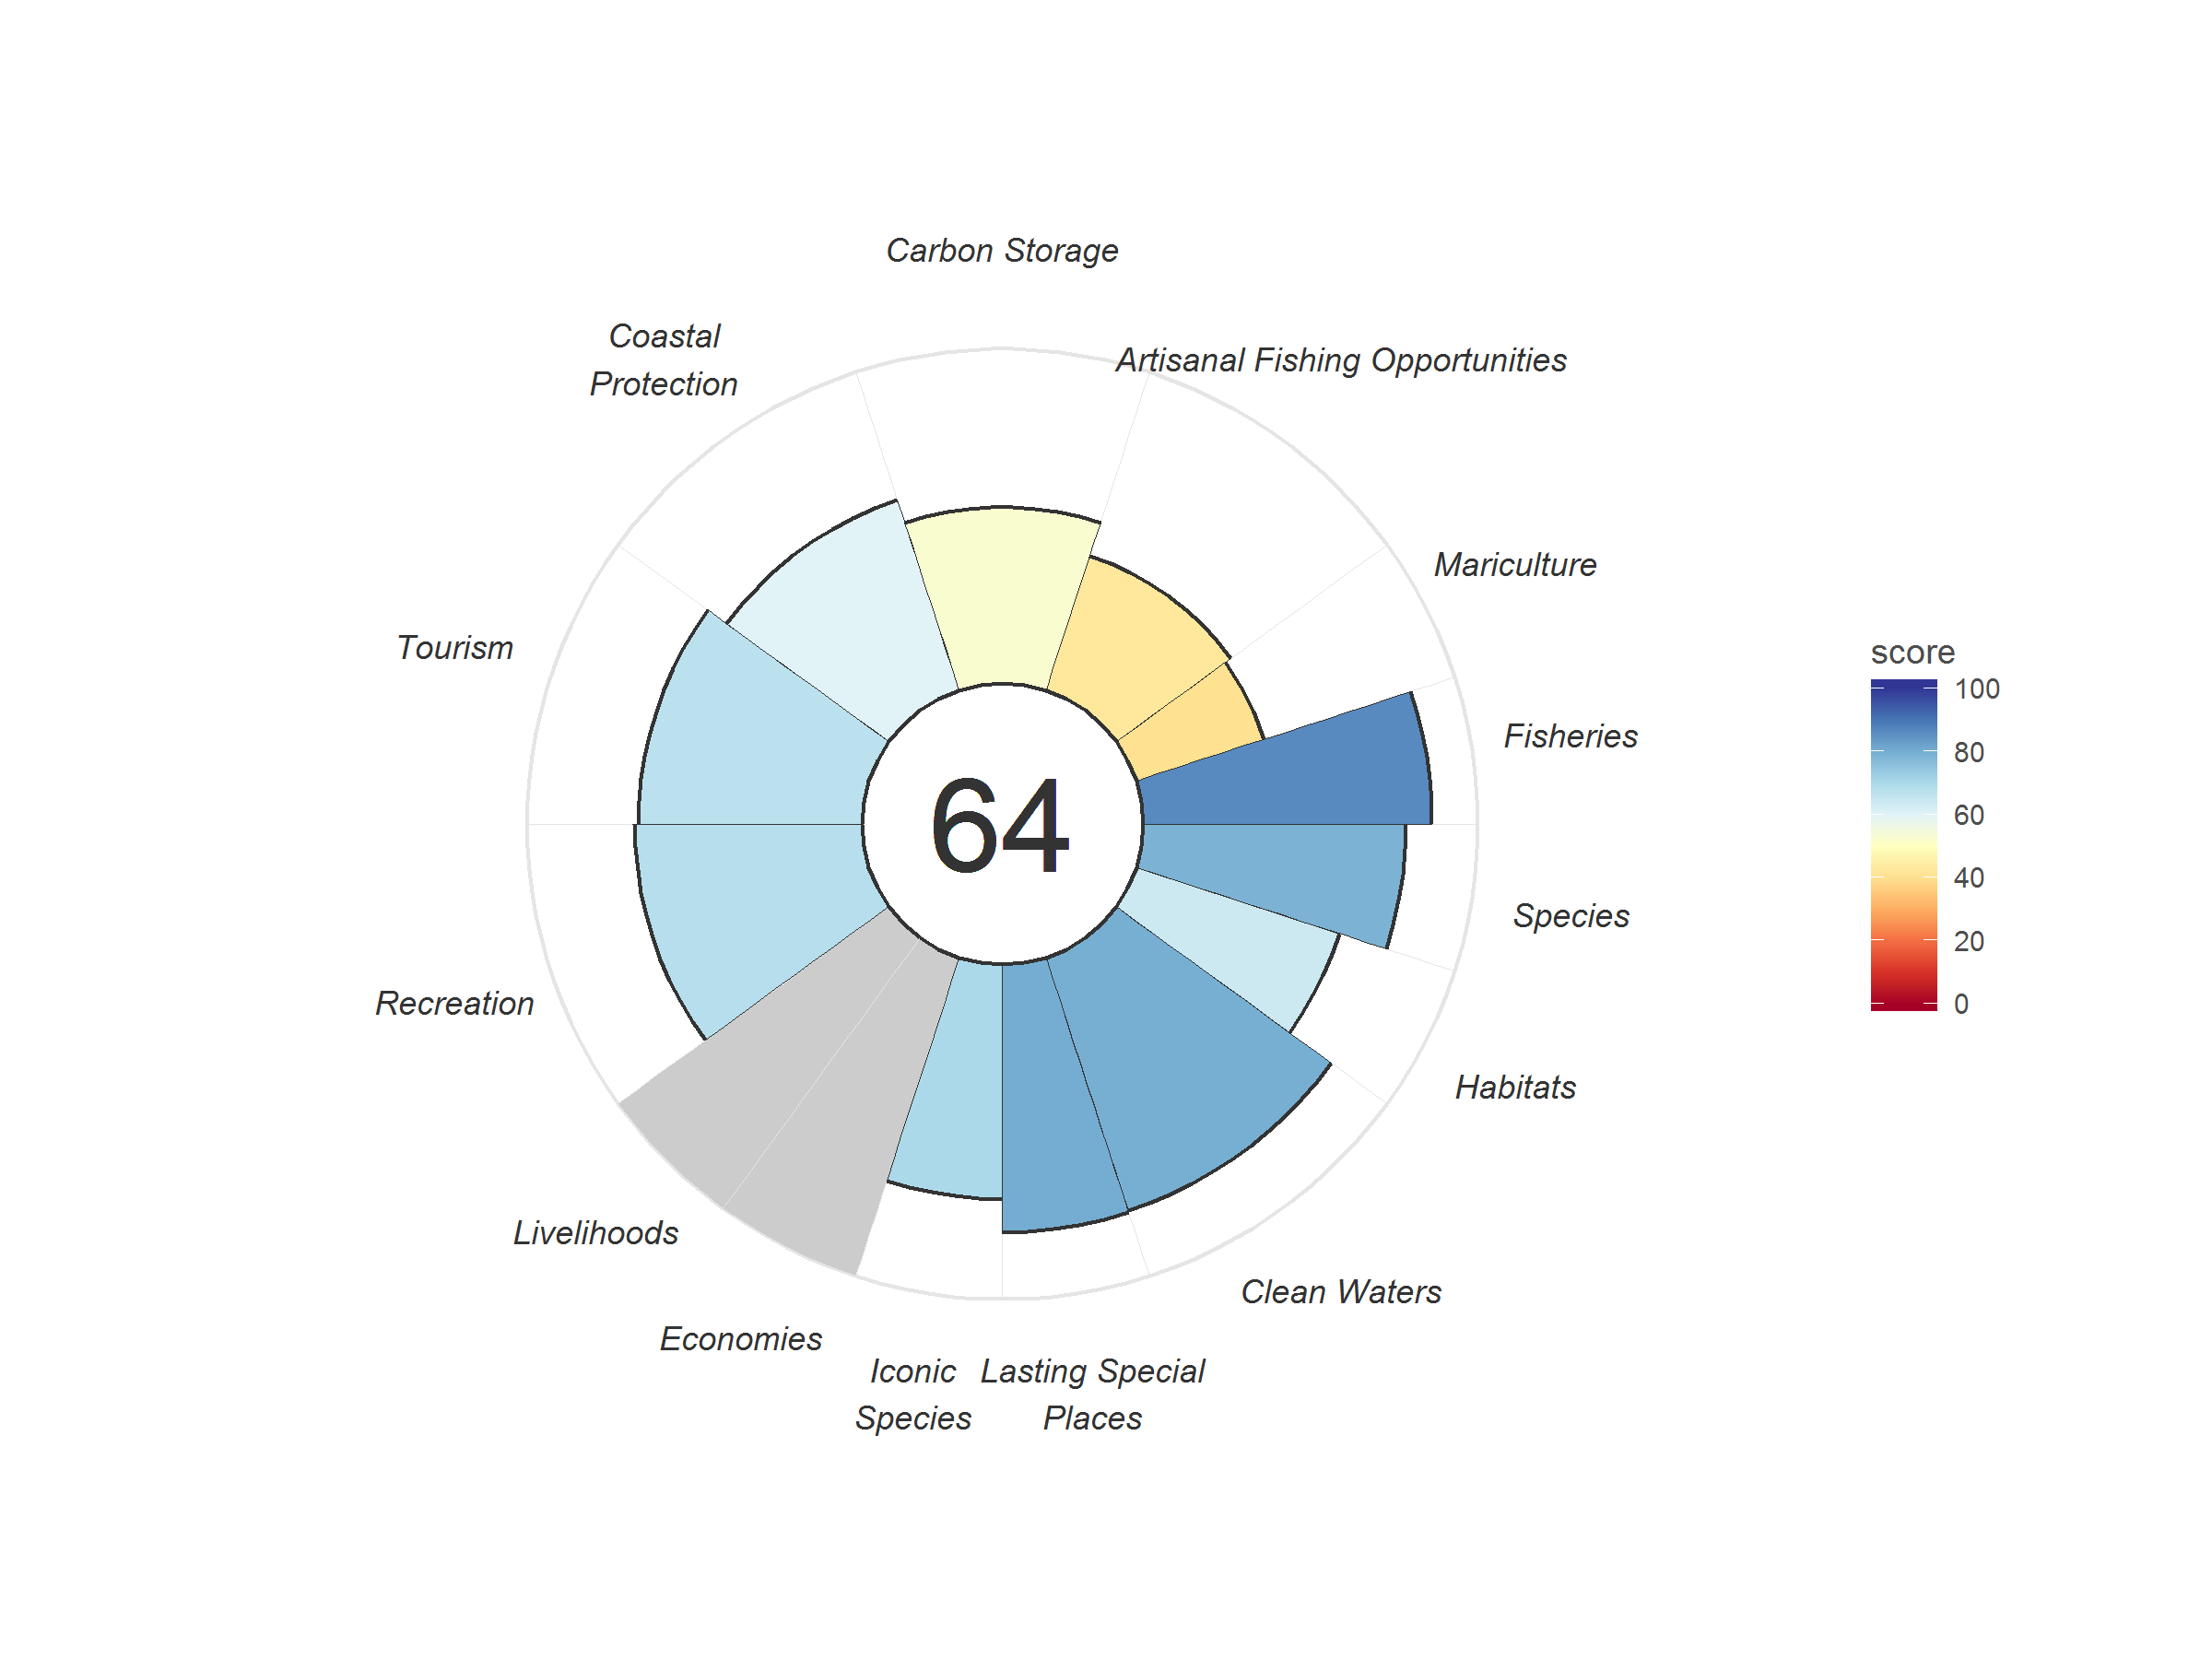 Carbon Storage
Coastal
Protection
Artisanal Fishing Opportunities
Mariculture
Tourism
Fisheries
score
100
80
60
40
20
0
64
Species
Recreation
Habitats
Livelihoods
Clean Waters
Economies
Iconic
Species
Lasting Special
Places